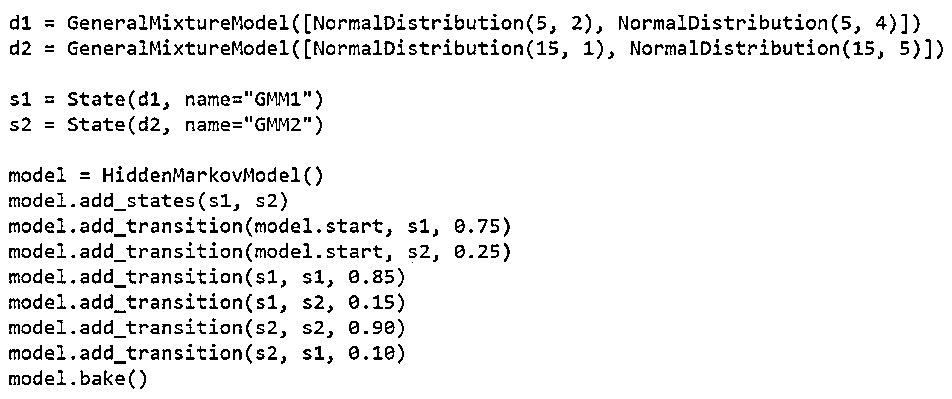 d1 = GeneralMixtureModel([NormalDistribution(5, 2), NormalDistribution(5, 4)])
d2 = GeneralMixtureModel([NormalDistribution(15, 1), NormalDistribution(15, 5)])
s1 = State(d1, name="GMM1")
s2 = State(d2, name="GMM2")
model = HiddenMarkovModel()
model.add_states(s1, s2)
model.add_transition(model.start, s1, 0.75)
model.add_transition(model.start, s2, 0.25)
model.add_transition(s1, s1, 0.85)
model.add_transition(s1, s2, 0.15)
model.add_transition(s2, s2, 0.90)
model.add_transition(s2, s1, 0.10)
model.bake()